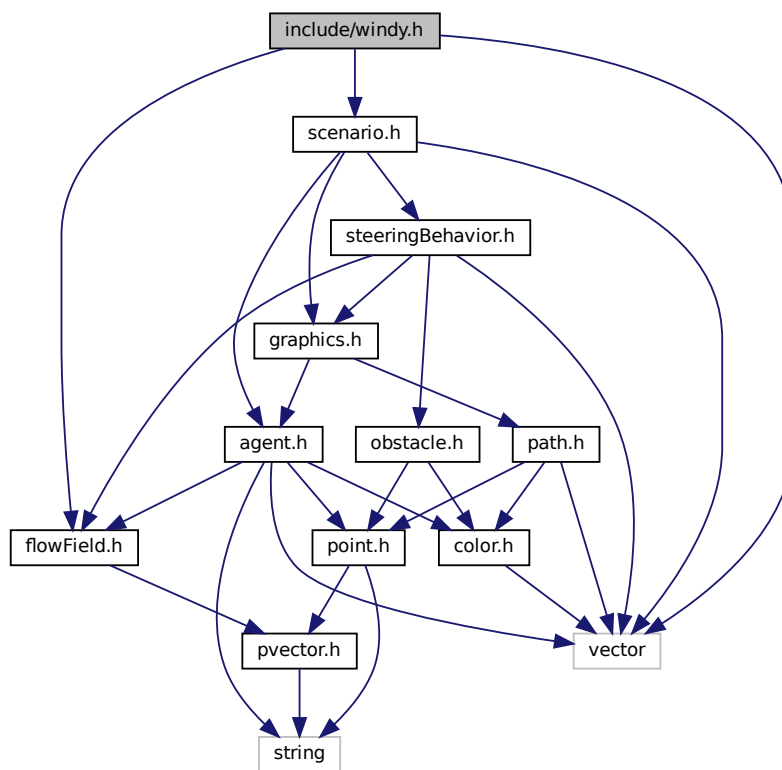 include/windy.h
scenario.h
steeringBehavior.h
graphics.h
agent.h
obstacle.h
path.h
flowField.h
point.h
color.h
pvector.h
vector
string